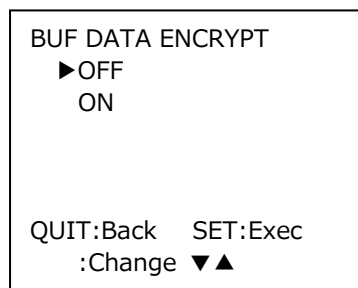 BUF DATA ENCRYPT
▶OFF
ON
QUIT:Back SET:Exec
:Change ▼▲